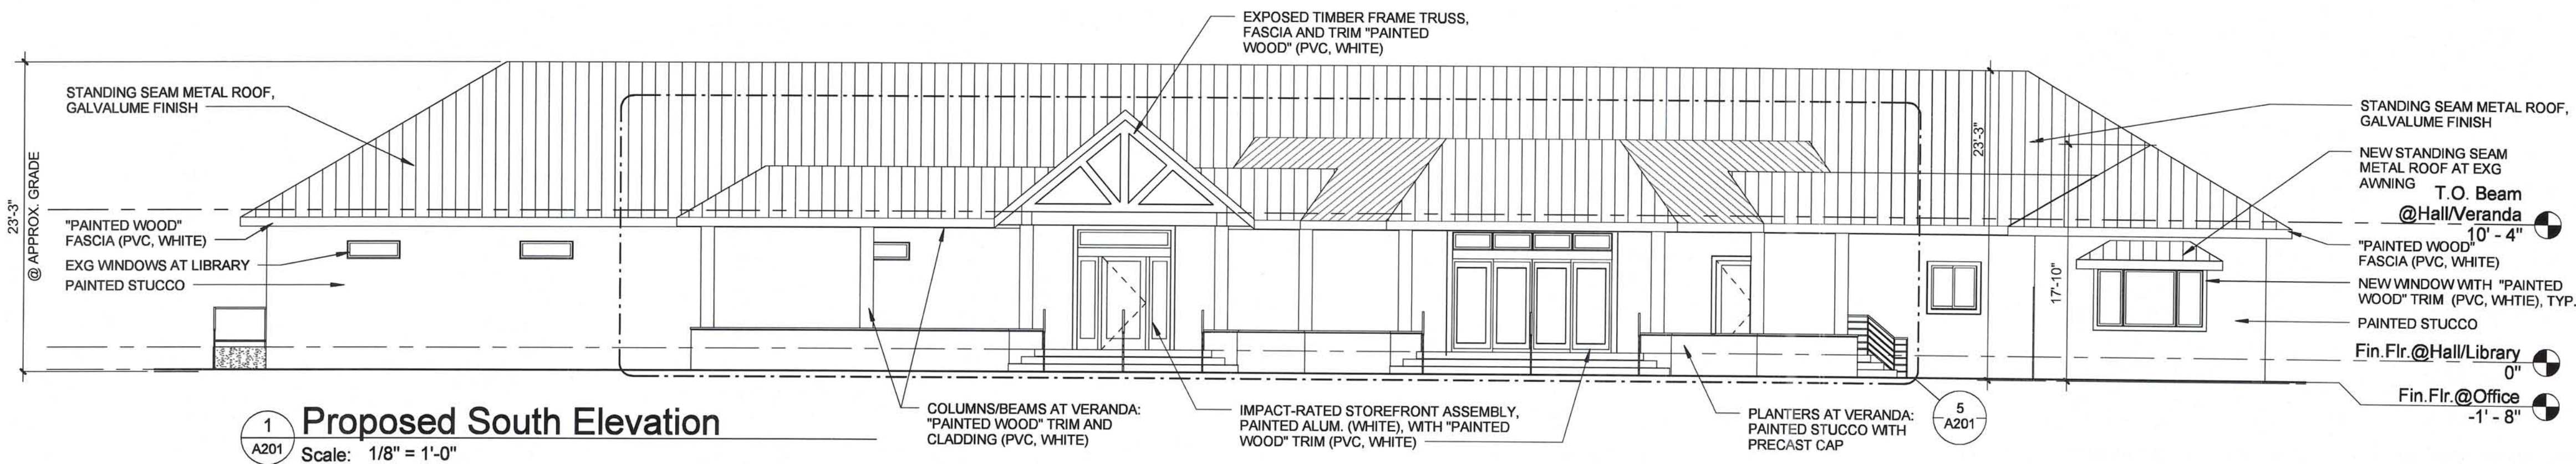 EXPOSED TIMBER FRAME TRUSS,
FASCIA AND TRIM "PAINTED
WOOD" (PVC, WHITE)
STANDING SEAM METAL ROOF,
GALVALUME FINISH
23'-3"
@ APPROX. GRADE
"PAINTED WOOD"
FASCIA (PVC, WHITE)
EXG WINDOWS AT LIBRARY
PAINTED STUCCO
23'-3"
17'-10"
STANDING SEAM METAL ROOF,
GALVALUME FINISH
NEW STANDING SEAM
METAL ROOF AT EXG
AWNING
T.O. Beam
@Hall/Veranda
10' - 4"
"PAINTED WOOD"
FASCIA (PVC, WHITE)
NEW WINDOW WITH "PAINTED
WOOD" TRIM (PVC, WHTIE), TYP.
PAINTED STUCCO
Fin.Flr.@Hall/Library
0"
Fin.Flr.@Office
-1' - 8"
COLUMNS/BEAMS AT VERANDA:
"PAINTED WOOD" TRIM AND
CLADDING (PVC, WHITE)
IMPACT-RATED STOREFRONT ASSEMBLY,
PAINTED ALUM. (WHITE), WITH "PAINTED
WOOD" TRIM (PVC, WHITE)
PLANTERS AT VERANDA:
PAINTED STUCCO WITH
PRECAST CAP
5
A201
1
A201
Proposed South Elevation
Scale: 1/8" = 1'-0"